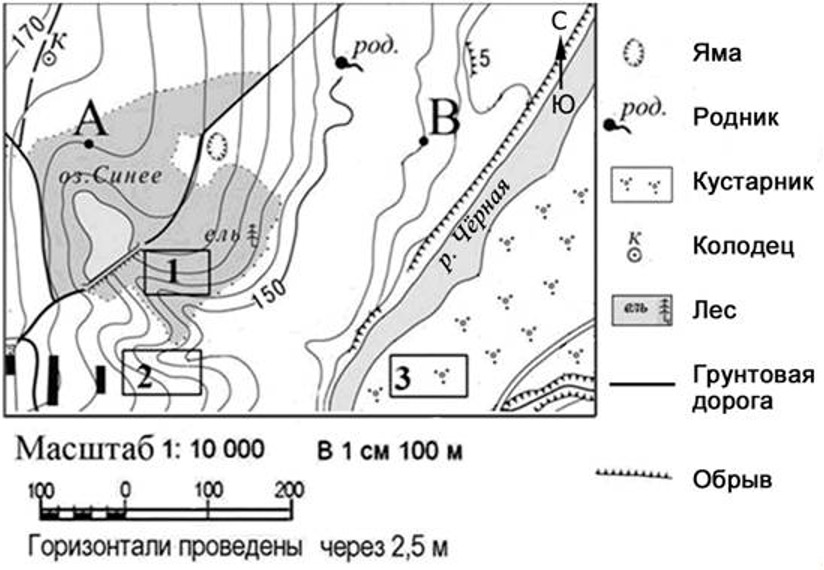 170
К
А
оз.Синее
ель
1
2
150
род.
В
5
С
Ю
р. Чёрная
3
Масштаб 1: 10 000 В 1 см 100 м
100 0 100 200
Горизонтали проведены через 2,5 м
Яма
род. Родник
Кустарник
К Колодец
ель Лес
Грунтовая
дорога
Обрыв